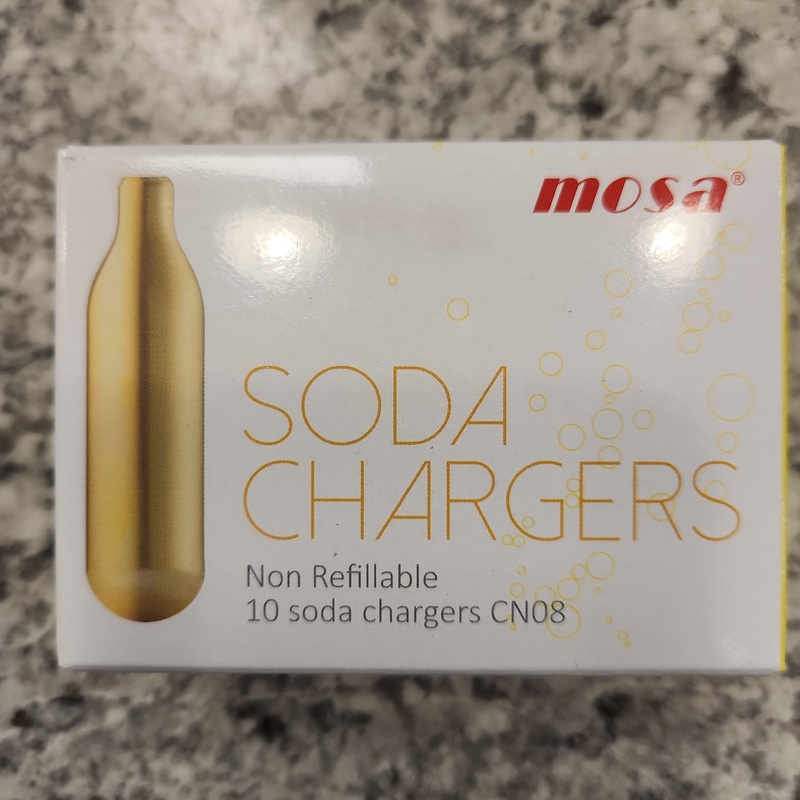 mosa®
SODA
CHARGERS
Non Refillable
10 soda chargers CN08